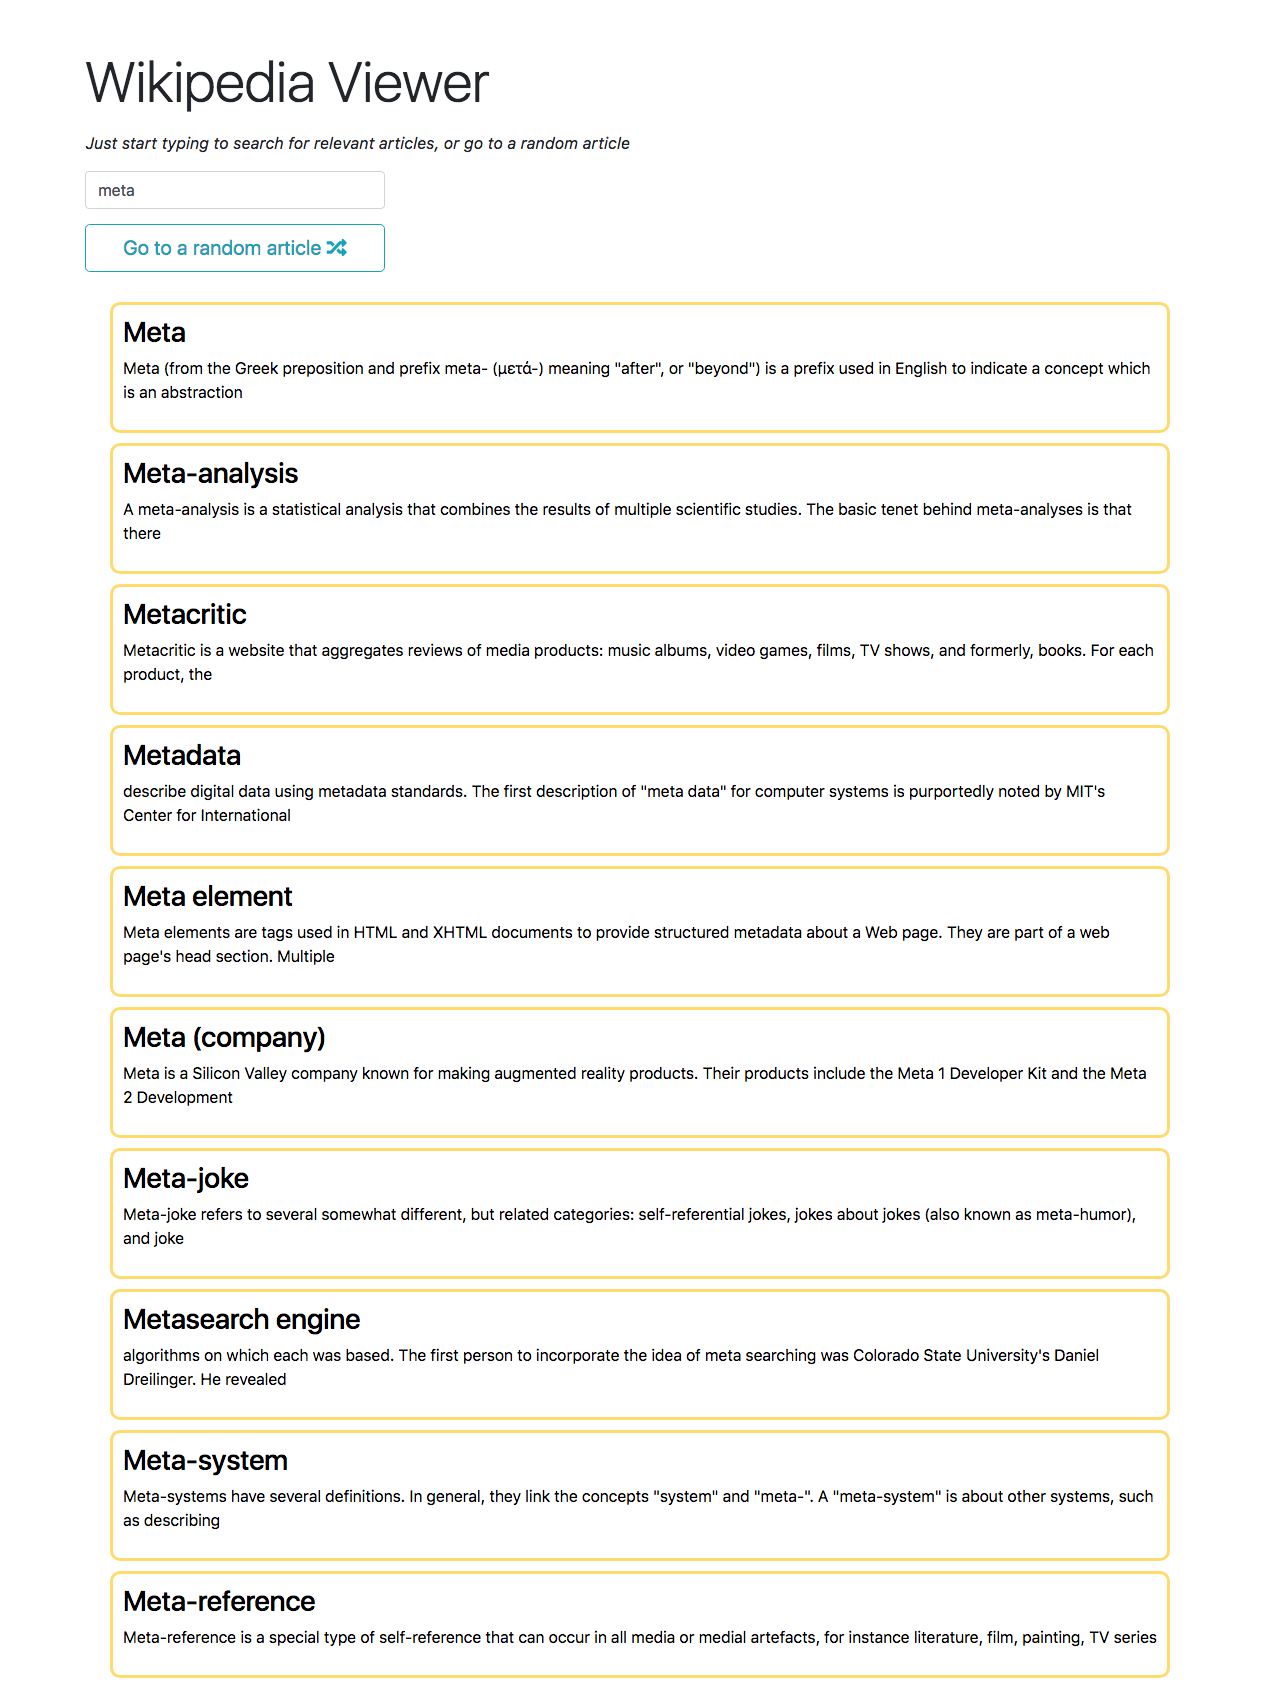 Wikipedia Viewer
Just start typing to search for relevant articles, or go to a random article
meta
Go to a random article
Meta
Meta (from the Greek preposition and prefix meta- (μετά-) meaning "after", or "beyond") is a prefix used in English to indicate a concept which
is an abstraction
Meta-analysis
A meta-analysis is a statistical analysis that combines the results of multiple scientific studies. The basic tenet behind meta-analyses is that
there
Metacritic
Metacritic is a website that aggregates reviews of media products: music albums, video games, films, TV shows, and formerly, books. For each
product, the
Metadata
describe digital data using metadata standards. The first description of "meta data" for computer systems is purportedly noted by MIT's
Center for International
Meta element
Meta elements are tags used in HTML and XHTML documents to provide structured metadata about a Web page. They are part of a web
page's head section. Multiple
Meta (company)
Meta is a Silicon Valley company known for making augmented reality products. Their products include the Meta 1 Developer Kit and the Meta
2 Development
Meta-joke
Meta-joke refers to several somewhat different, but related categories: self-referential jokes, jokes about jokes (also known as meta-humor),
and joke
Metasearch engine
algorithms on which each was based. The first person to incorporate the idea of meta searching was Colorado State University's Daniel
Dreilinger. He revealed
Meta-system
Meta-systems have several definitions. In general, they link the concepts "system" and "meta-". A "meta-system" is about other systems, such
as describing
Meta-reference
Meta-reference is a special type of self-reference that can occur in all media or medial artefacts, for instance literature, film, painting, TV series